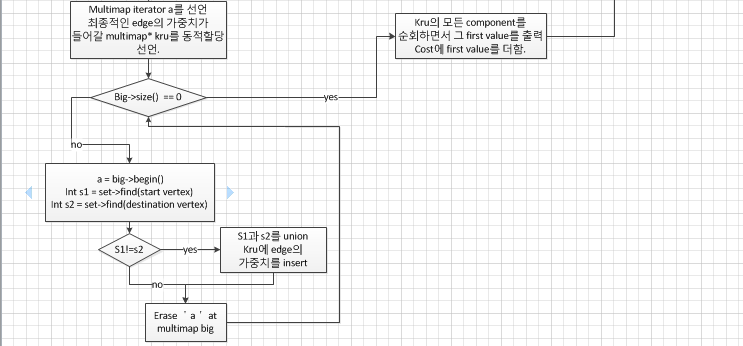 Multimap iterator a를 선언
최종적인 edge의 가중치가
들어갈 multimap* kru를 동적할당
선언.
Kru의 모든 component를
순회하면서 그 first value를 출력
Cost에 first value를 더함.
Big->size() == 0
yes
no
a = big->begin()
Int s1 = set->find(start vertex)
Int s2 = set->find(destination vertex)
S1!=s2
yes
S1과 s2를 union
Kru에 edge의
가중치를 insert
no
Erase ‘a’ at
multimap big